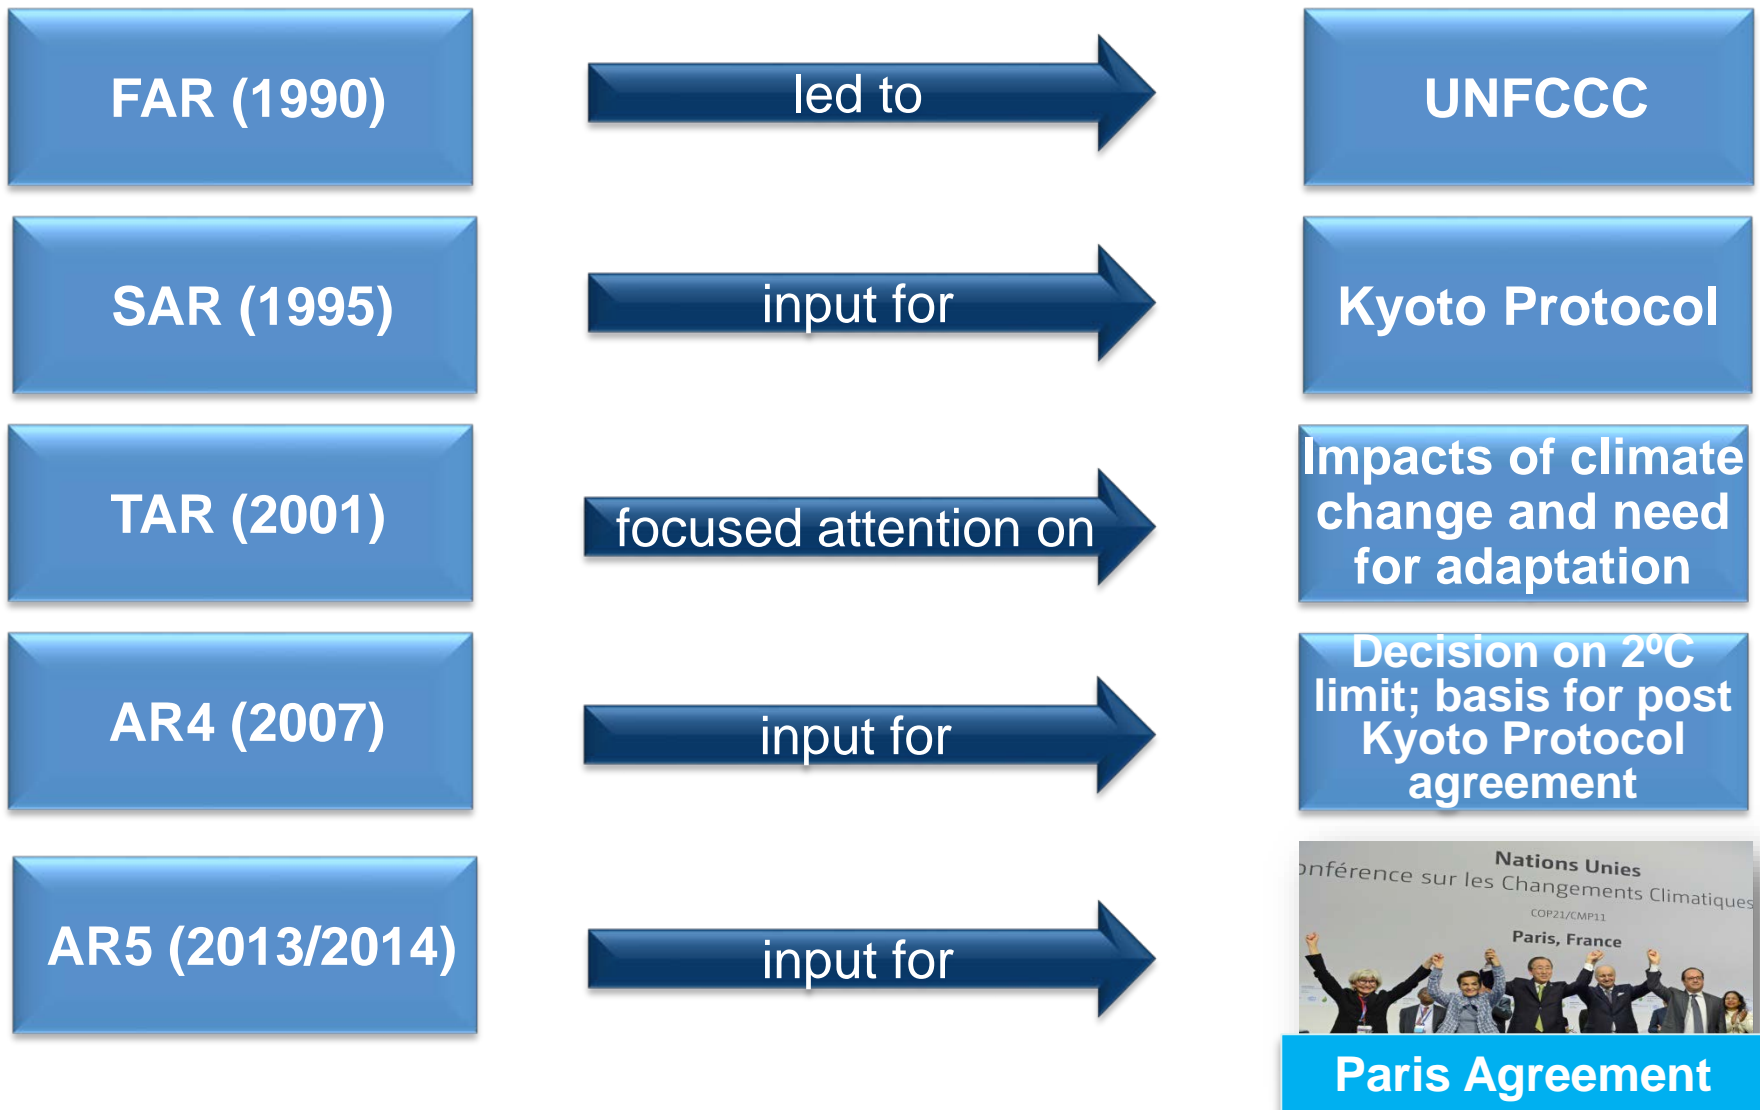 FAR (1990)
led to
UNFCCC
SAR (1995)
input for
Kyoto Protocol
TAR (2001)
focused attention on
Impacts of climate
change and need
for adaptation
AR4 (2007)
input for
Decision on 2ºC
limit; basis for post
Kyoto Protocol
agreement
AR5 (2013/2014)
input for
Nations Unies
onférence sur les Changements Climatiques
COP21/CMP11
Paris, France
Paris Agreement